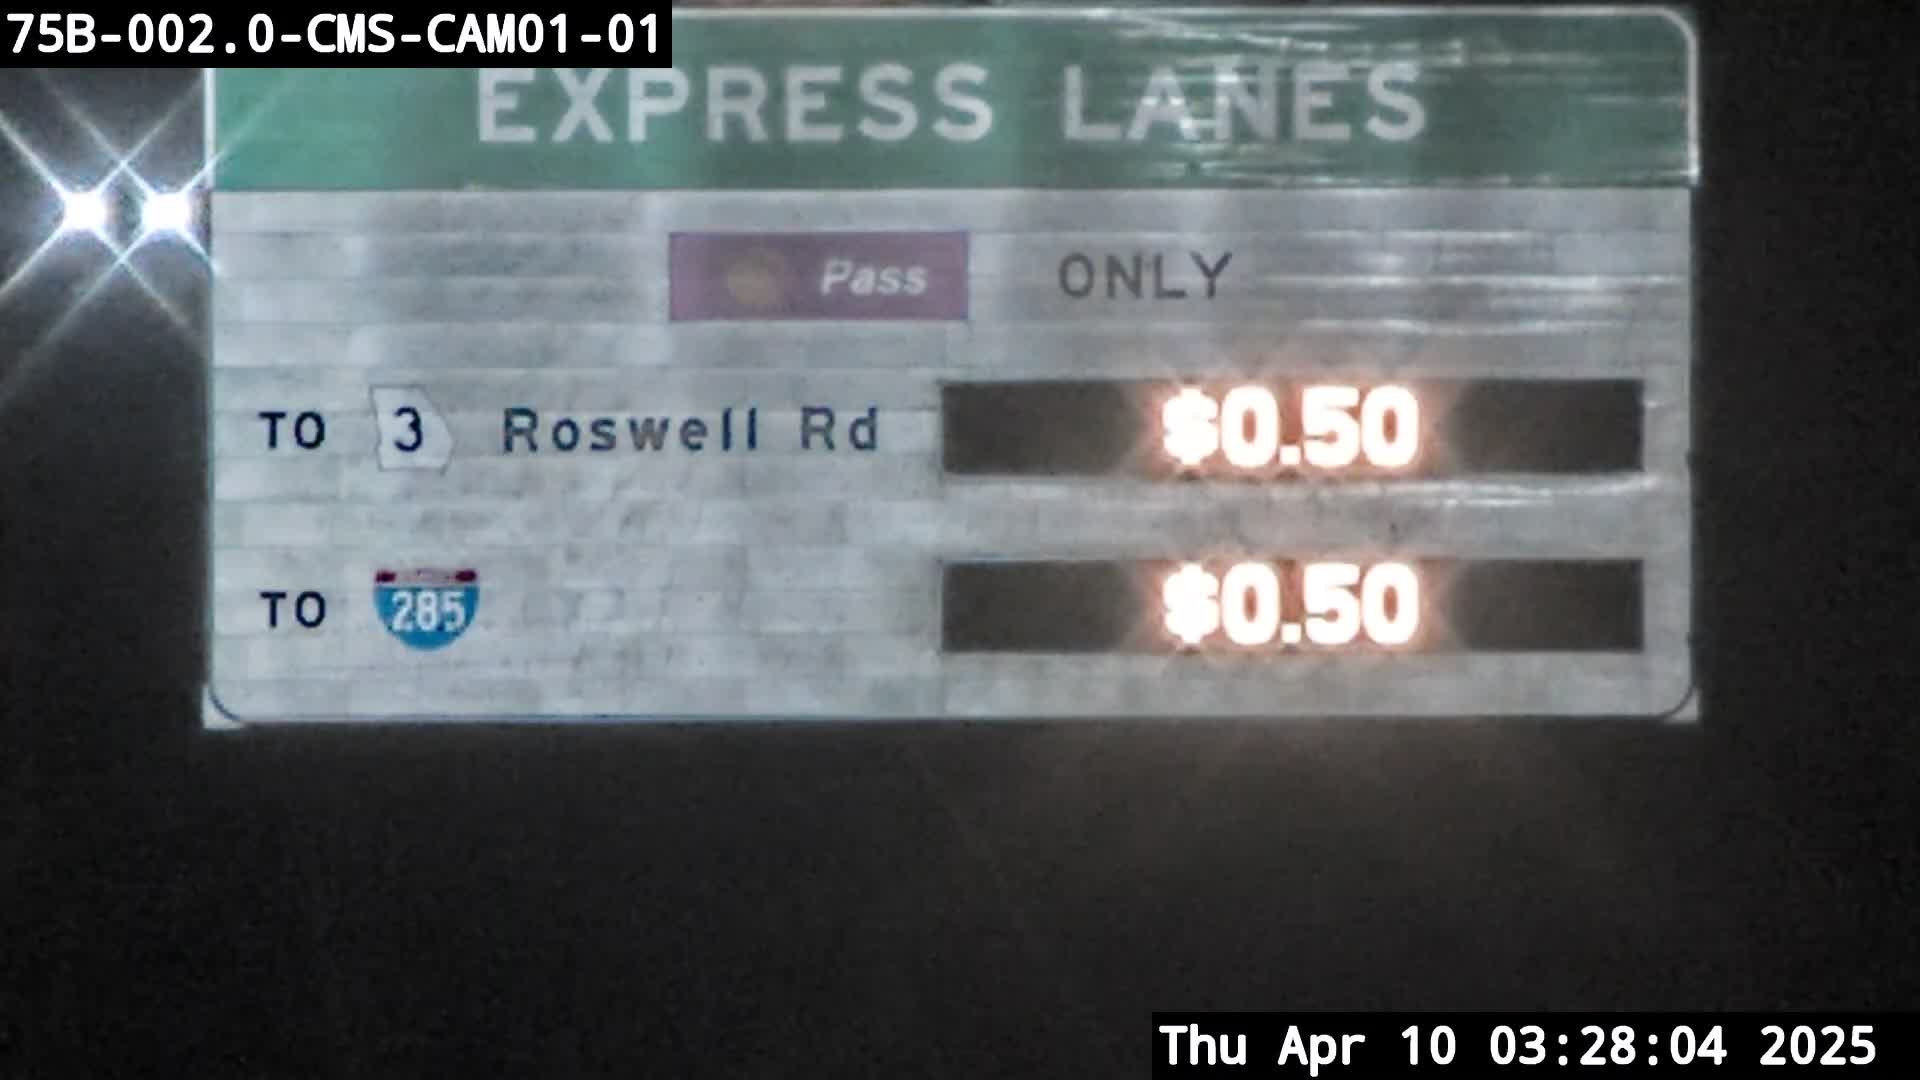 75B-002.0-CMS-CAM01-01
EXPRESS LANES
Pass ONLY
TO 3 Roswell Rd $0.50
TO 285 $0.50
Thu Apr 10 03:28:04 2025